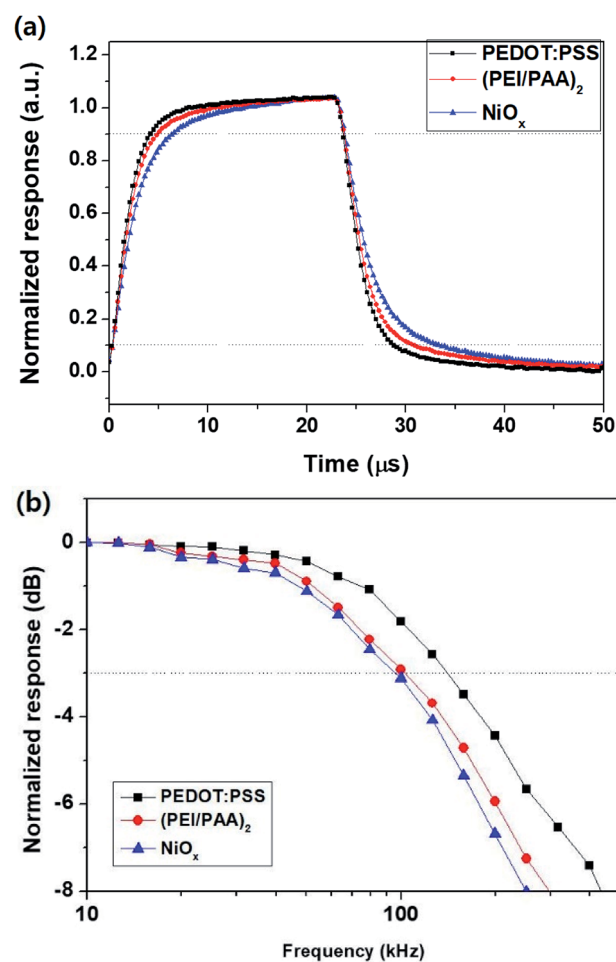 (a)
1.2
1.0
0.8
0.6
0.4
0.2
0.0
Normalized response (a.u.)
PEDOT:PSS
(PEI/PAA)₂
NiOₓ
0 10 20 30 40 50
Time (μs)
(b)
0
-2
-4
-6
-8
Normalized response (dB)
PEDOT:PSS
(PEI/PAA)₂
NiOₓ
10 100
Frequency (kHz)